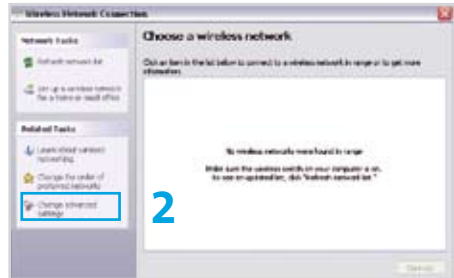 Wireless Network Connection
Network Tasks
Refresh network list
Set up a wireless network
for a home or small office
Related Tasks
Learn about wireless
networking
Change the order of
preferred networks
Change advanced
settings
Choose a wireless network
Click an item in the list below to connect to a wireless network in range or to get more
information.
No wireless networks were found in range
Make sure the wireless switch on your computer is on.
To see an updated list, click "Refresh network list."
2